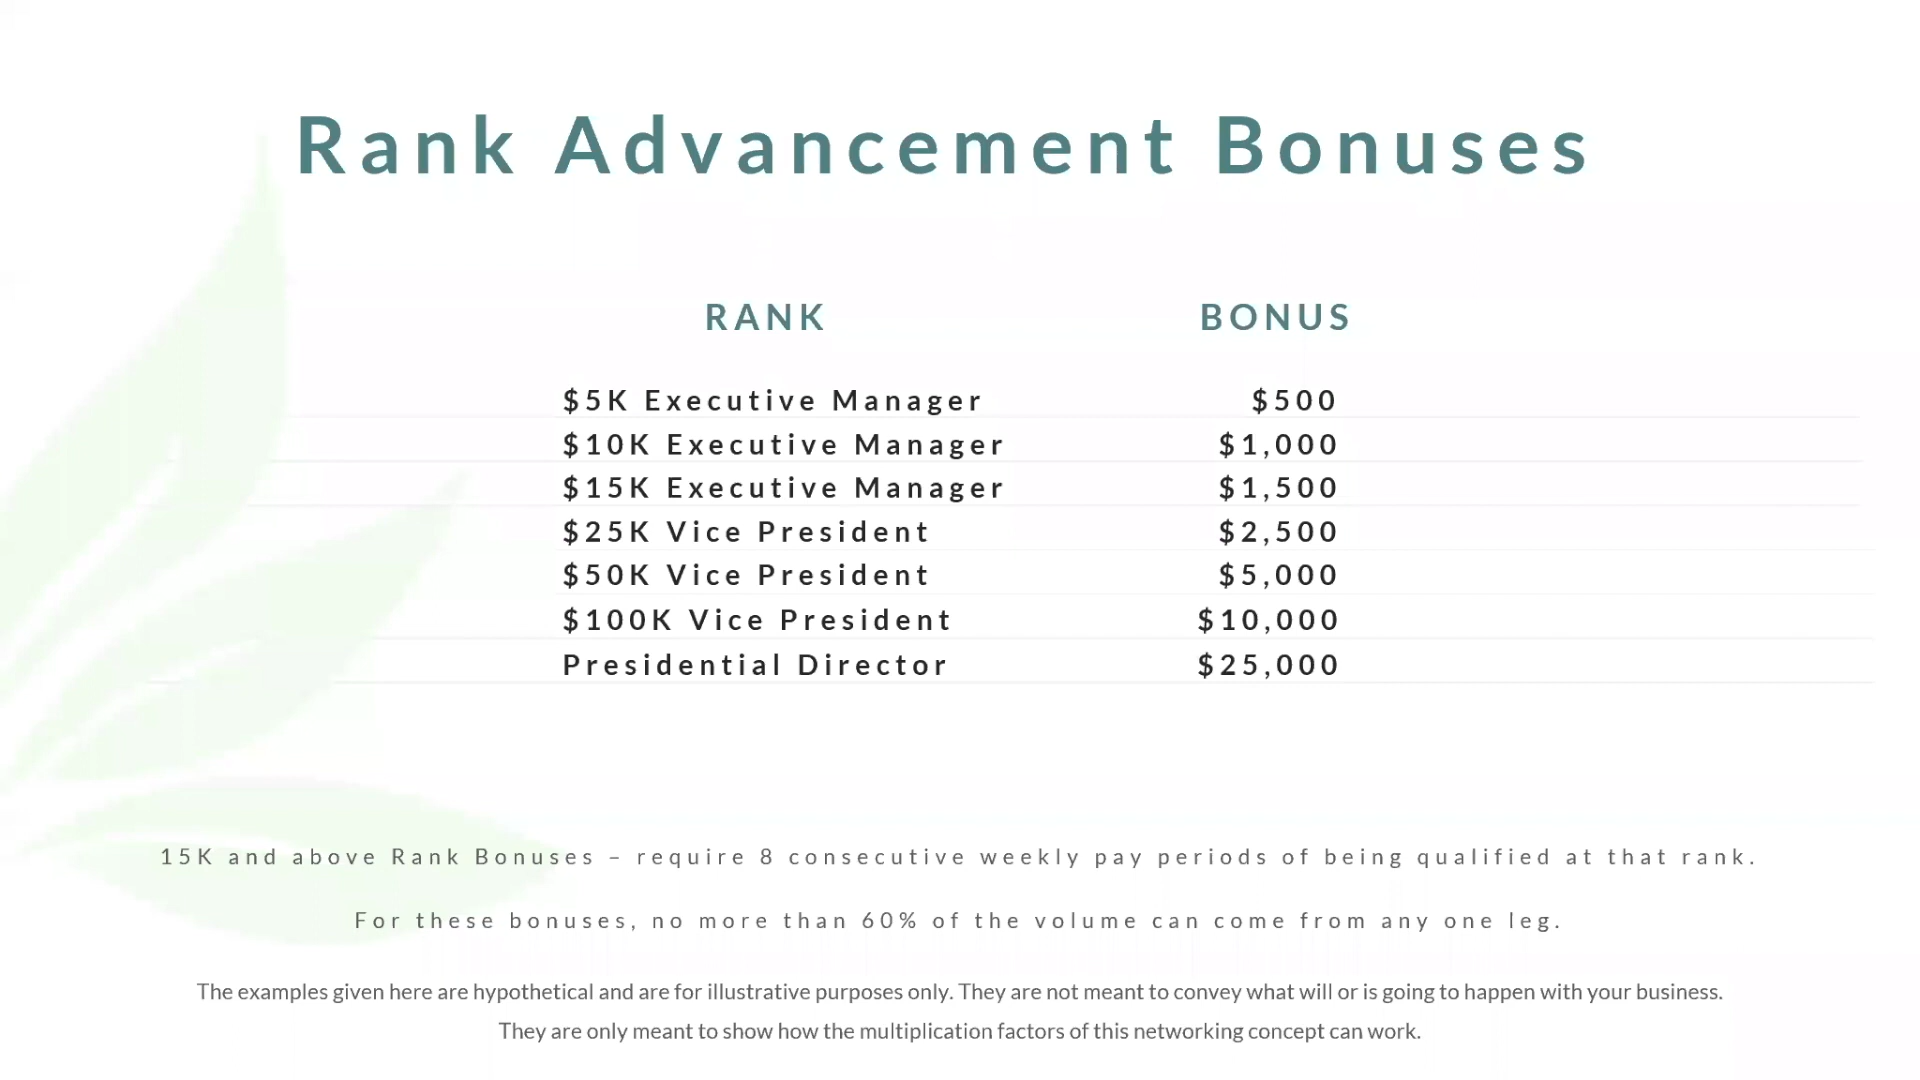 Rank Advancement Bonuses
RANK BONUS
$5K Executive Manager $500
$10K Executive Manager $1,000
$15K Executive Manager $1,500
$25K Vice President $2,500
$50K Vice President $5,000
$100K Vice President $10,000
Presidential Director $25,000
15K and above Rank Bonuses – require 8 consecutive weekly pay periods of being qualified at that rank.
For these bonuses, no more than 60% of the volume can come from any one leg.
The examples given here are hypothetical and are for illustrative purposes only. They are not meant to convey what will or is going to happen with your business.
They are only meant to show how the multiplication factors of this networking concept can work.